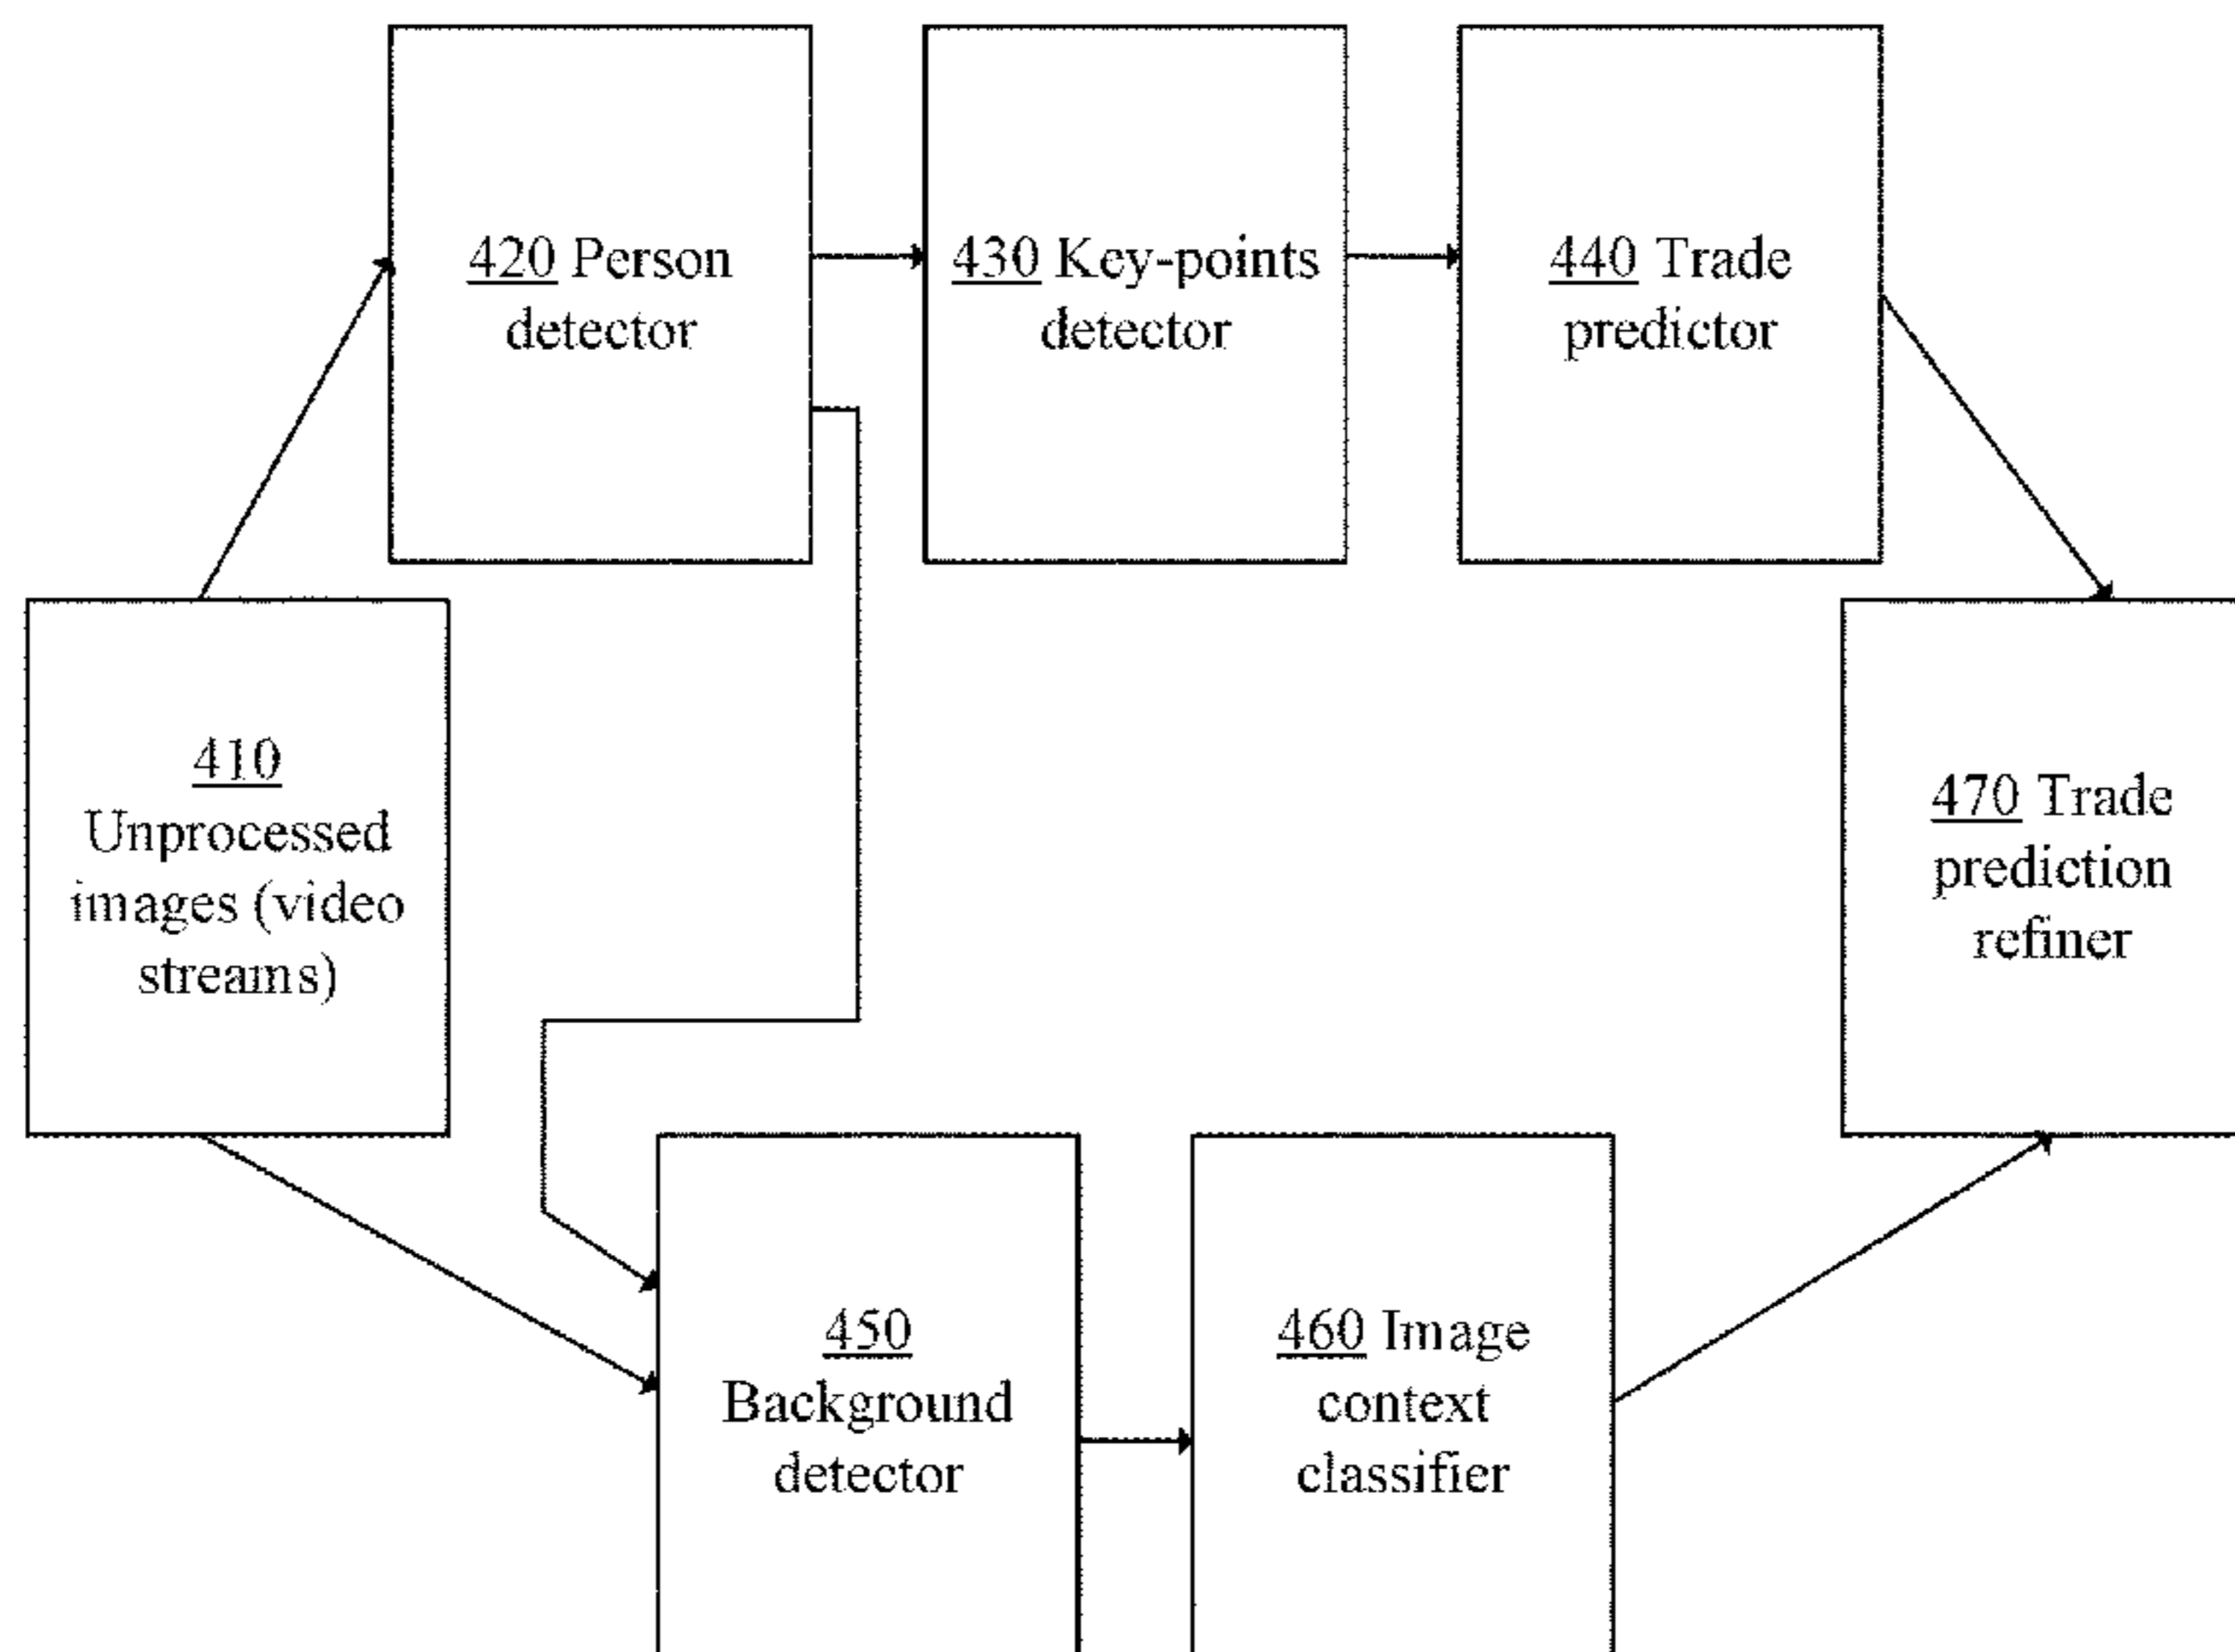 420 Person
detector
430 Key-points
detector
440 Trade
predictor
410
Unprocessed
images (video
streams)
470 Trade
prediction
refiner
450
Background
detector
460 Image
context
classifier